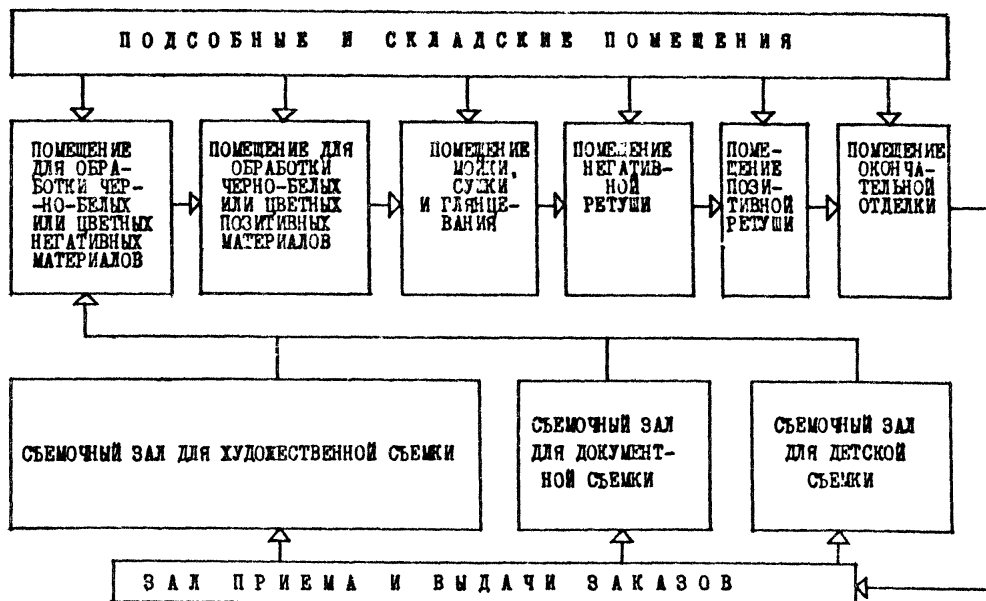 ПОДСОБНЫЕ И СКЛАДСКИЕ ПОМЕЩЕНИЯ
ПОМЕЩЕНИЕ
ДЛЯ ОБРА-
БОТКИ ЧЕР-
-НО-БЕЛЫХ
ИЛИ ЦВЕТНЫХ
НЕГАТИВНЫХ
МАТЕРИАЛОВ
ПОМЕЩЕНИЕ ДЛЯ
ОБРАБОТКИ
ЧЕРНО-БЕЛЫХ
ИЛИ ЦВЕТНЫХ
ПОЗИТИВНЫХ
МАТЕРИАЛОВ
ПОМЕЩЕНИЕ
МОЙКИ,
СУШКИ
И ГЛЯНЦЕ-
ВАНИЯ
ПОМЕЩЕНИЕ
НЕГАТИВ-
НОЙ
РЕТУШИ
ПОМЕ-
ЩЕНИЕ
ПОЗИ-
ТИВНОЙ
РЕТУШИ
ПОМЕЩЕНИЕ
ОКОНЧА-
ТЕЛЬНОЙ
ОТДЕЛКИ
СЪЕМОЧНЫЙ ЗАЛ ДЛЯ ХУДОЖЕСТВЕННОЙ СЪЕМКИ
СЪЕМОЧНЫЙ ЗАЛ
ДЛЯ ДОКУМЕНТ-
НОЙ СЪЕМКИ
СЪЕМОЧНЫЙ ЗАЛ
ДЛЯ ДЕТСКОЙ
СЪЕМКИ
ЗАЛ ПРИЕМА И ВЫДАЧИ ЗАКАЗОВ